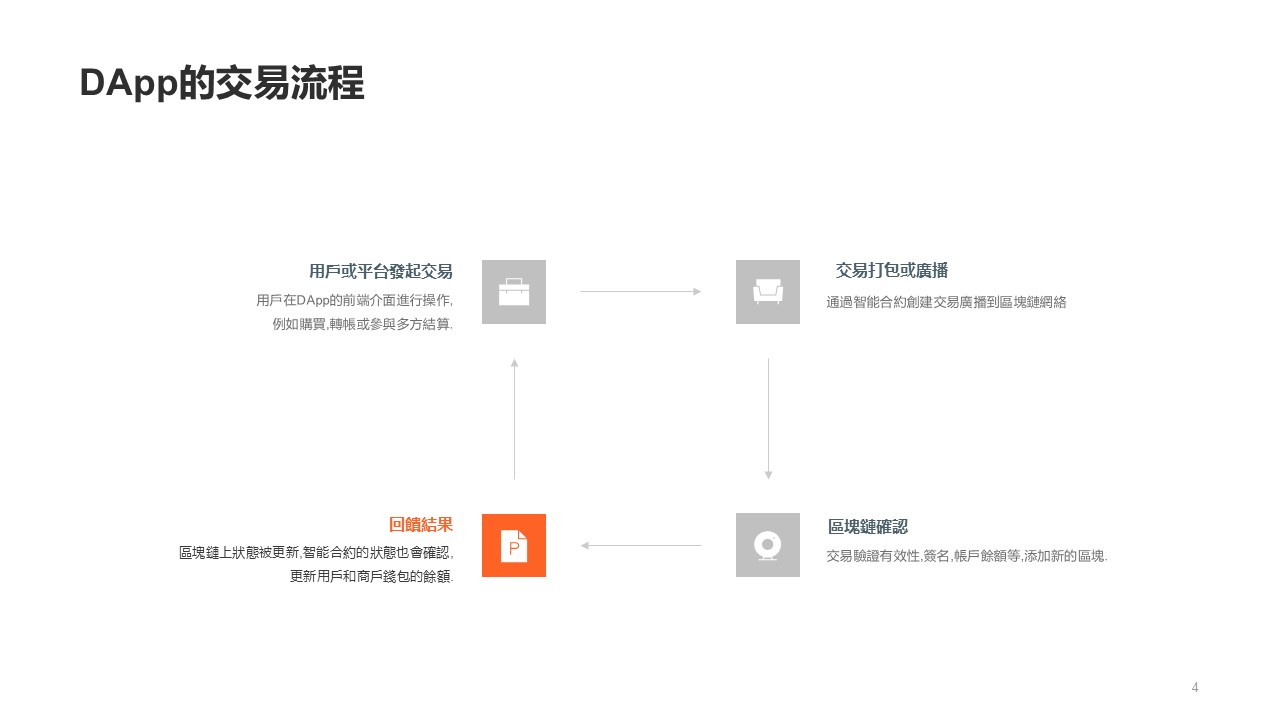 DApp的交易流程
用戶或平台發起交易
用戶在DApp的前端介面進行操作,
例如購買,轉帳或參與多方結算.
交易打包或廣播
通過智能合約創建交易廣播到區塊鏈網絡
回饋結果
區塊鏈上狀態被更新,智能合約的狀態也會確認,
更新用戶和商戶錢包的餘額.
P
區塊鏈確認
交易驗證有效性,簽名,帳戶餘額等,添加新的區塊.
4